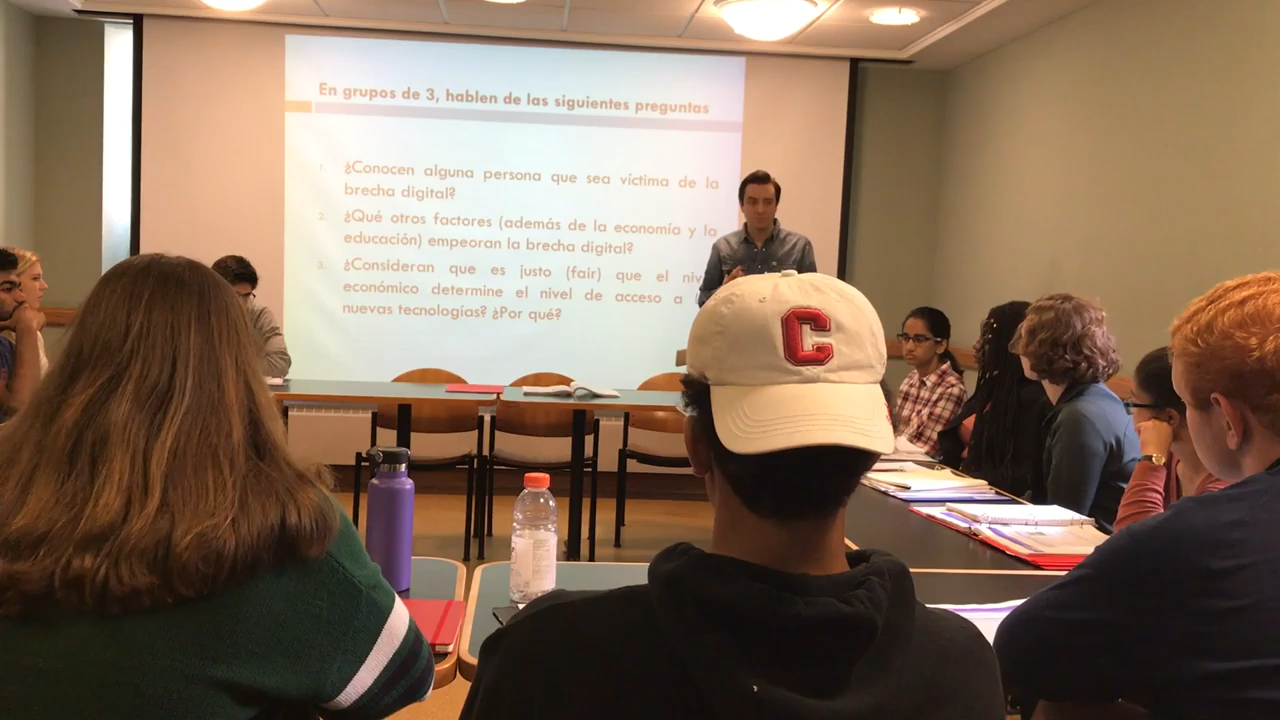 En grupos de 3, hablen de las siguientes preguntas
1. ¿Conocen alguna persona que sea víctima de la
brecha digital?
2. ¿Qué otros factores (además de la economía y la
educación) empeoran la brecha digital?
3. ¿Consideran que es justo (fair) que el
económico determine el nivel de acceso a
nuevas tecnologías? ¿Por qué?
C